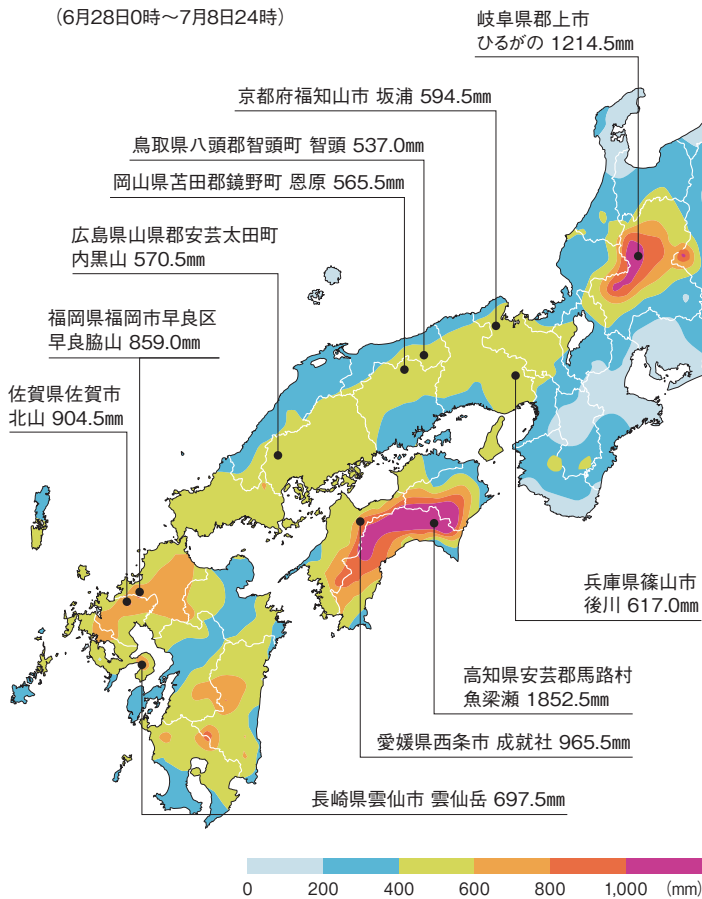 (6月28日0時～7月8日24時)
岐阜県郡上市
ひるがの 1214.5㎜
京都府福知山市 坂浦 594.5㎜
鳥取県八頭郡智頭町 智頭 537.0㎜
岡山県苫田郡鏡野町 恩原 565.5㎜
広島県山県郡安芸太田町
内黒山 570.5㎜
福岡県福岡市早良区
早良脇山 859.0㎜
佐賀県佐賀市
北山 904.5㎜
兵庫県篠山市
後川 617.0㎜
高知県安芸郡馬路村
魚梁瀬 1852.5㎜
愛媛県西条市 成就社 965.5㎜
長崎県雲仙市 雲仙岳 697.5㎜
0 200 400 600 800 1,000 (㎜)